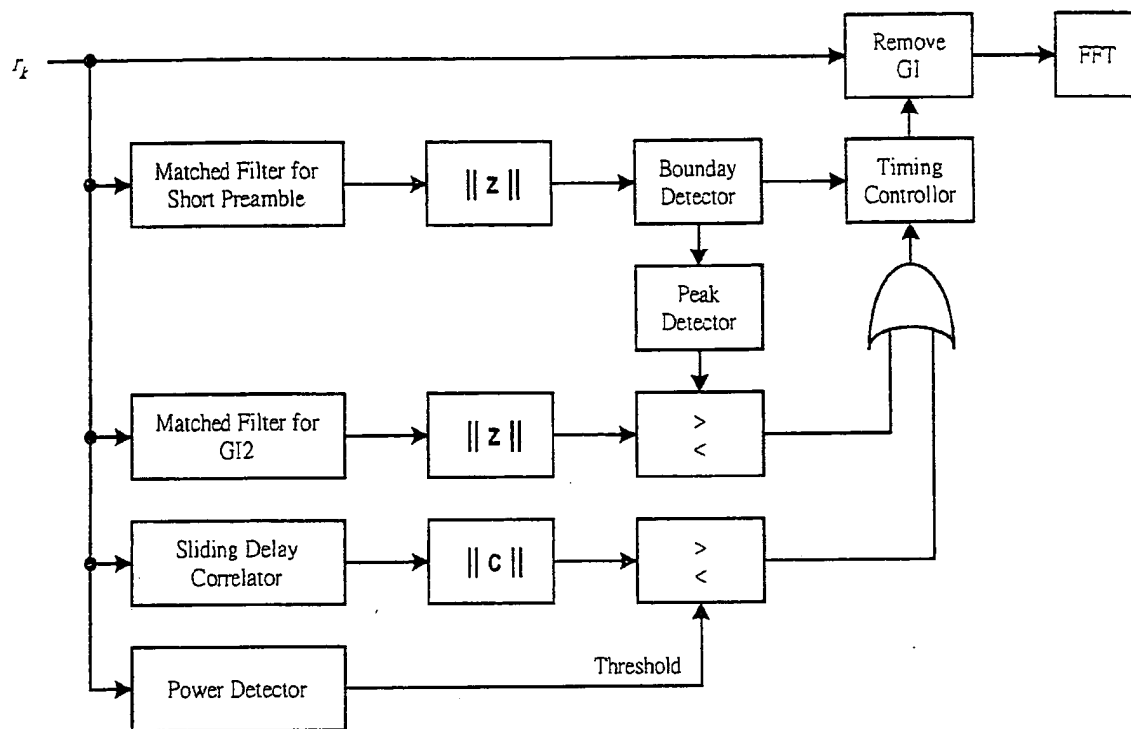 Remove
GI
FFT
r_k
Matched Filter for
Short Preamble
|| z ||
Bounday
Detector
Timing
Controllor
Peak
Detector
Matched Filter for
GI2
|| z ||
>
<
Sliding Delay
Correlator
|| c ||
>
<
Threshold
Power Detector